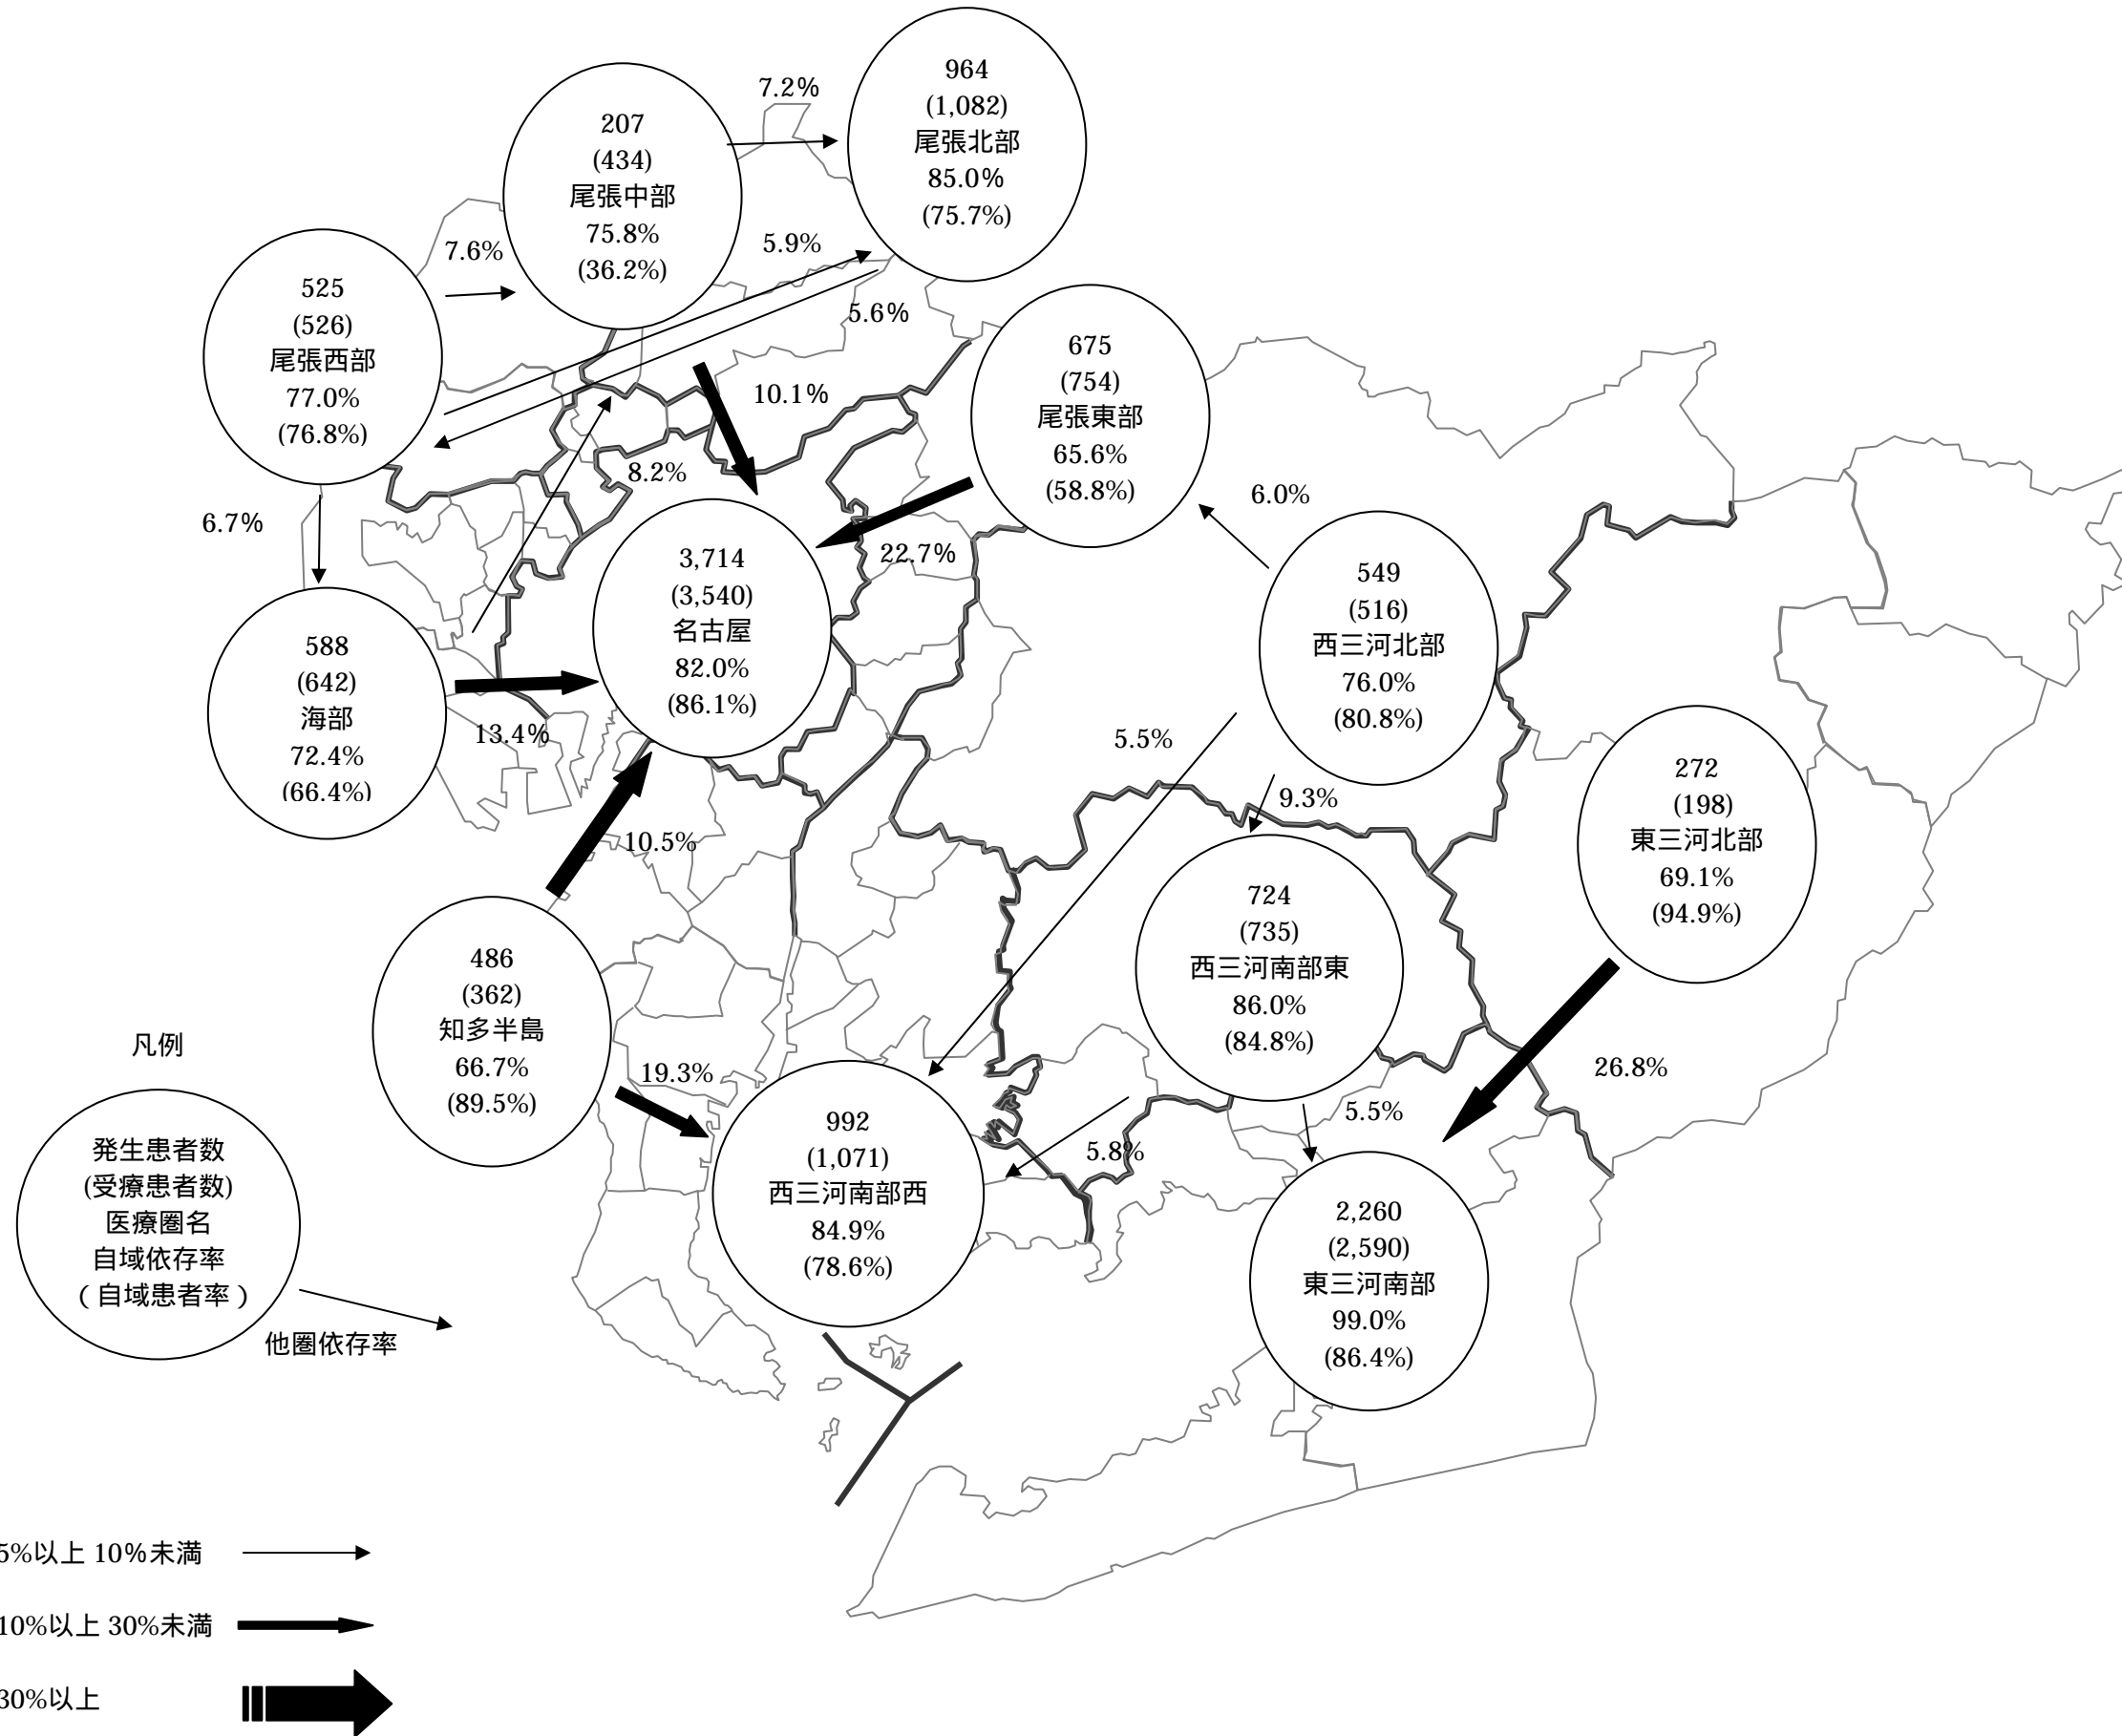 7.2%
964
(1,082)
尾張北部
85.0%
(75.7%)
207
(434)
尾張中部
75.8%
(36.2%)
7.6%
5.9%
5.6%
525
(526)
尾張西部
77.0%
(76.8%)
675
(754)
尾張東部
65.6%
(58.8%)
10.1%
8.2%
6.7%
22.7%
6.0%
3,714
(3,540)
名古屋
82.0%
(86.1%)
549
(516)
西三河北部
76.0%
(80.8%)
588
(642)
海部
72.4%
(66.4%)
13.4%
5.5%
9.3%
272
(198)
東三河北部
69.1%
(94.9%)
10.5%
724
(735)
西三河南部東
86.0%
(84.8%)
486
(362)
知多半島
66.7%
(89.5%)
19.3%
26.8%
5.5%
5.8%
992
(1,071)
西三河南部西
84.9%
(78.6%)
2,260
(2,590)
東三河南部
99.0%
(86.4%)
凡例
発生患者数
(受療患者数)
医療圏名
自域依存率
(自域患者率)
他圏依存率
5%以上 10%未満
10%以上 30%未満
30%以上